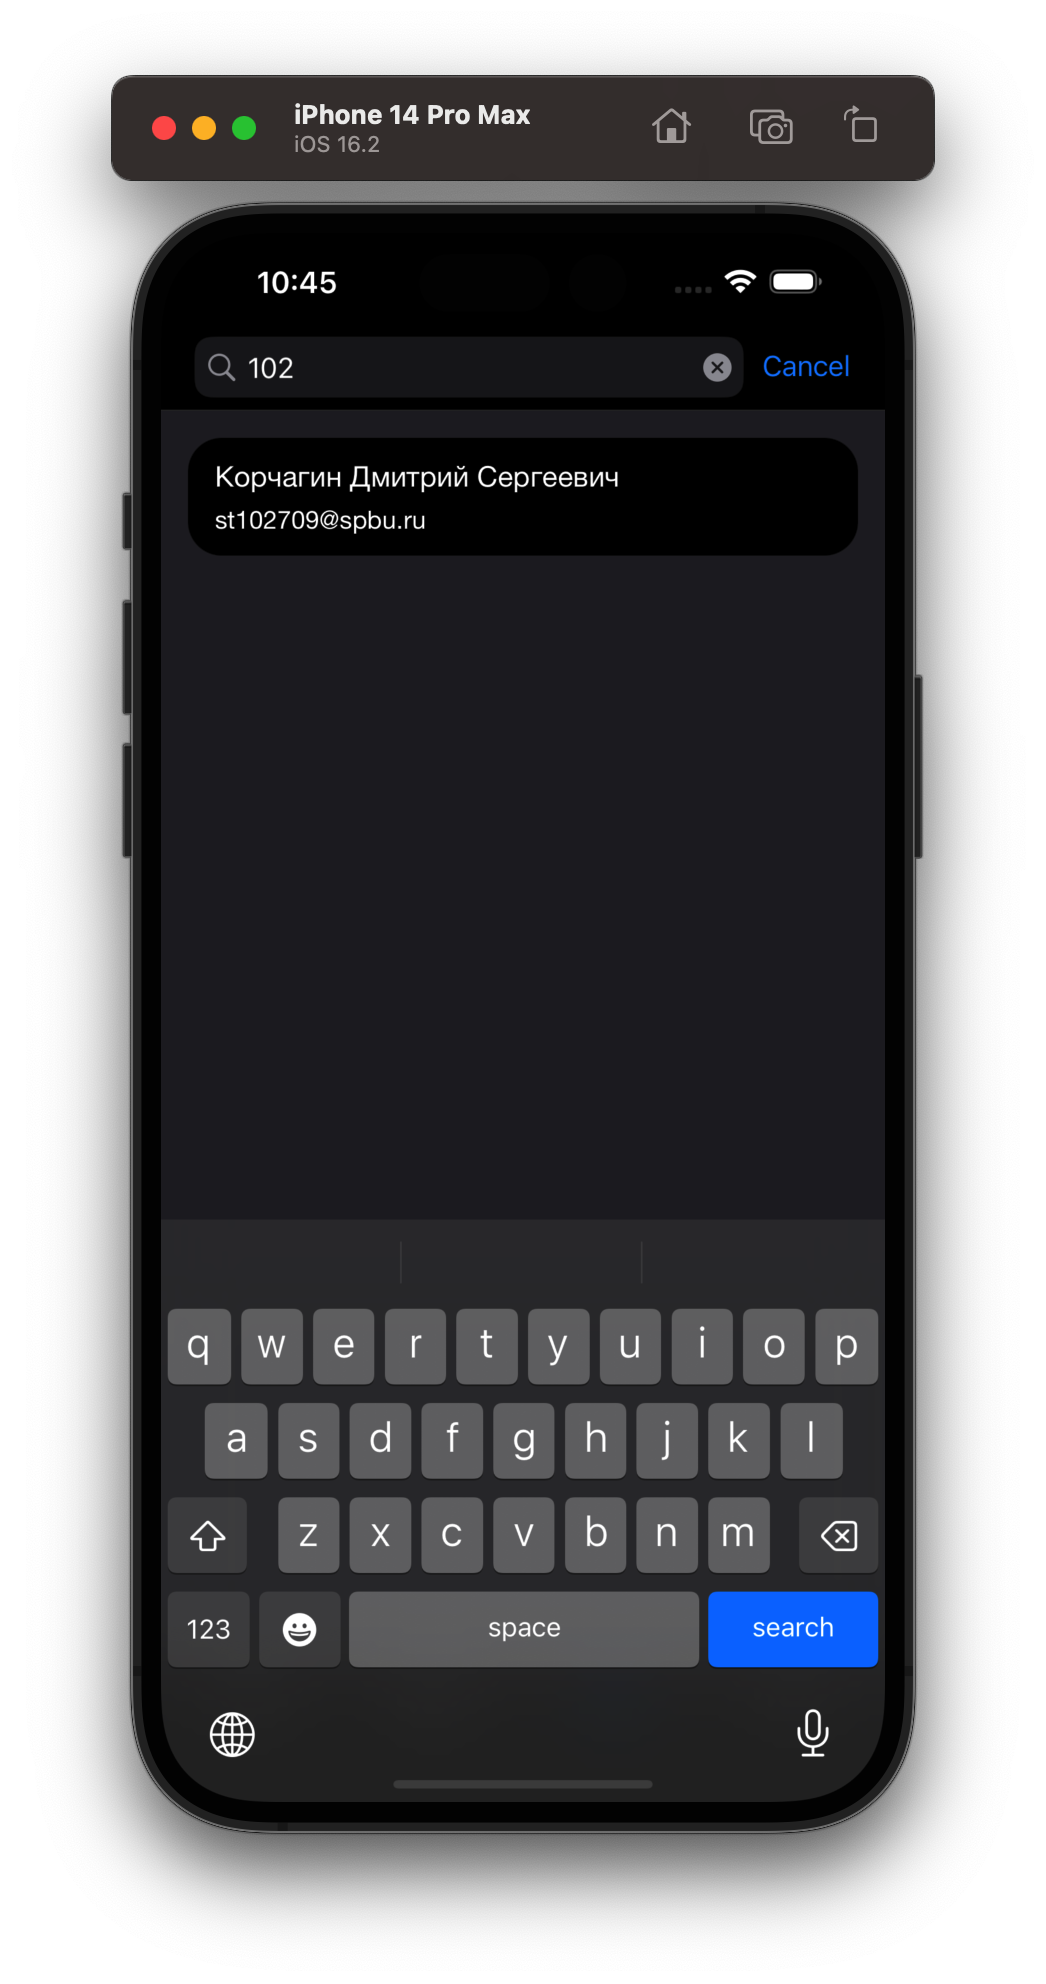 iPhone 14 Pro Max
iOS 16.2
10:45
102
Cancel
Корчагин Дмитрий Сергеевич
st102709@spbu.ru
q w e r t y u i o p
a s d f g h j k l
z x c v b n m
123 space search